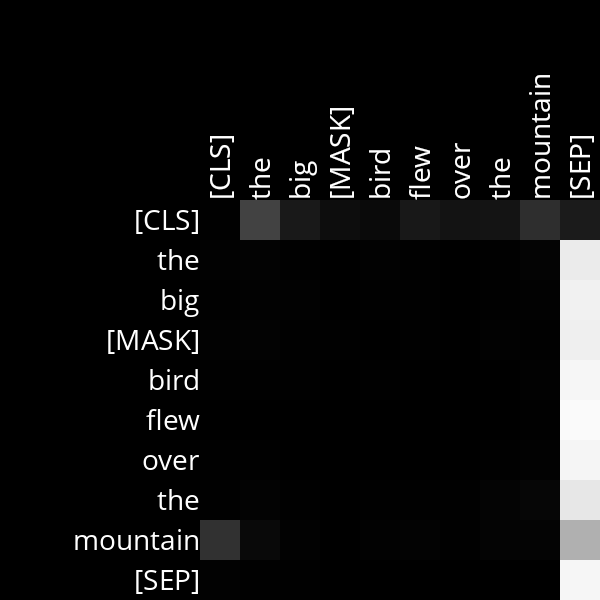 [CLS] the big [MASK] bird flew over the mountain [SEP]
[CLS]
the
big
[MASK]
bird
flew
over
the
mountain
[SEP]